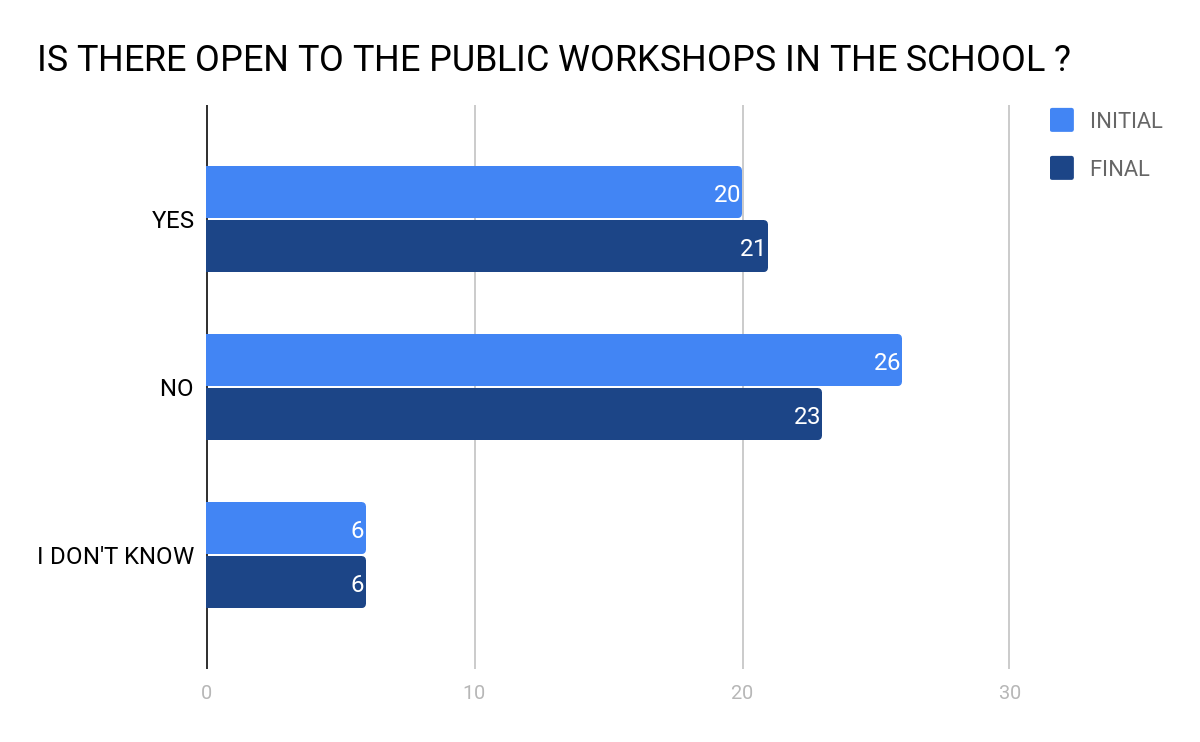 IS THERE OPEN TO THE PUBLIC WORKSHOPS IN THE SCHOOL ?
INITIAL
FINAL
YES
20
21
NO
26
23
I DON'T KNOW
6
6
0 10 20 30